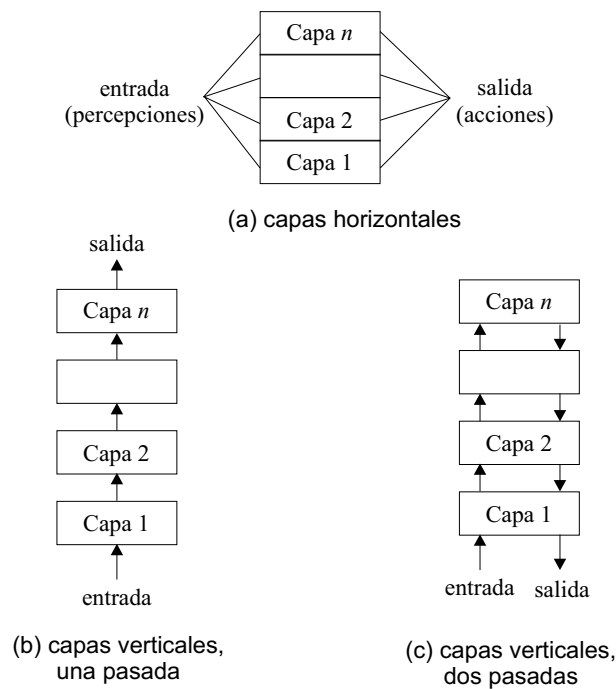 Capa n
entrada
(percepciones)
salida
(acciones)
Capa 2
Capa 1
(a) capas horizontales
salida
Capa n
Capa 2
Capa 1
entrada
(b) capas verticales,
una pasada
Capa n
Capa 2
Capa 1
entrada
salida
(c) capas verticales,
dos pasadas